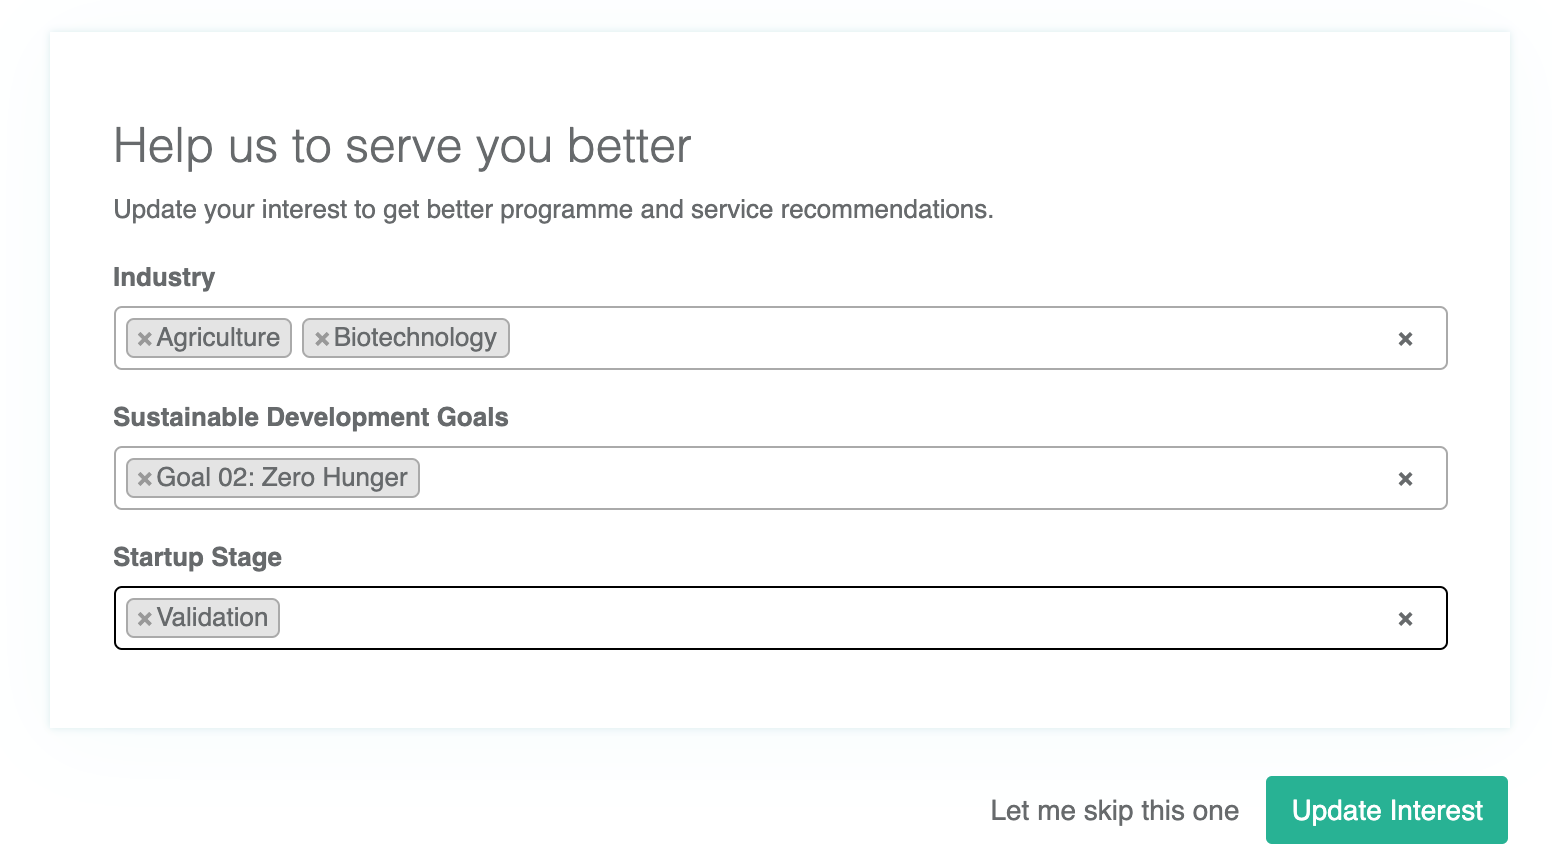 Help us to serve you better
Update your interest to get better programme and service recommendations.
Industry
×Agriculture ×Biotechnology ×
Sustainable Development Goals
×Goal 02: Zero Hunger ×
Startup Stage
×Validation ×
Let me skip this one Update Interest